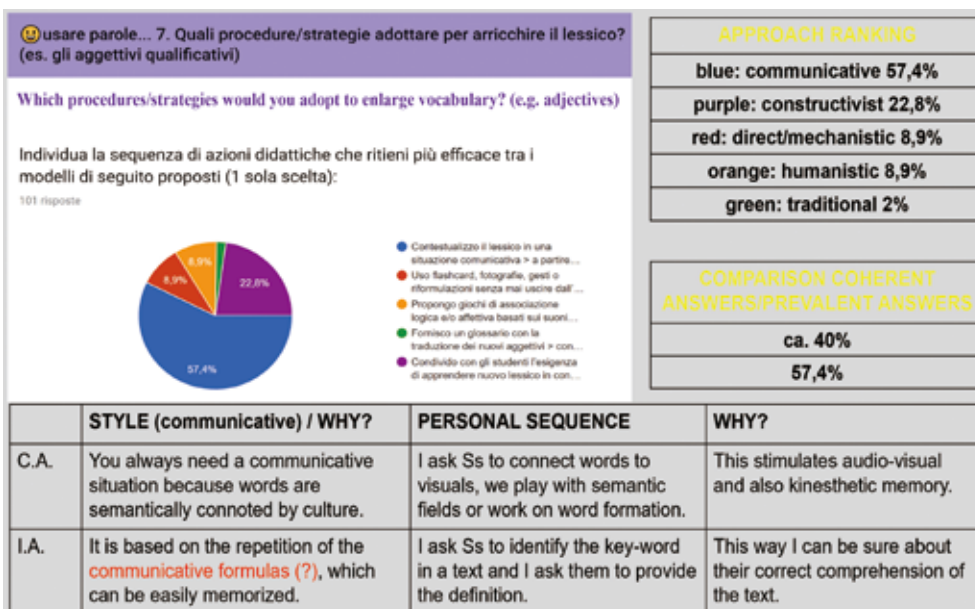 😀usare parole... 7. Quali procedure/strategie adottare per arricchire il lessico?
(es. gli aggettivi qualificativi)
Which procedures/strategies would you adopt to enlarge vocabulary? (e.g. adjectives)
Individua la sequenza di azioni didattiche che ritieni più efficace tra i
modelli di seguito proposti (1 sola scelta):
101 risposte
8,9%
8,9%
22,8%
57,4%
Contestualizzo il lessico in una
situazione comunicativa > a partire...
Uso flashcard, fotografie, gesti o
riformulazioni senza mai uscire dall'...
Propongo giochi di associazione
logica e/o affettiva basati sui suoni...
Fornisco un glossario con la
traduzione dei nuovi aggettivi > con...
Condivido con gli studenti l'esigenza
di apprendere nuovo lessico in con...
APPROACH RANKING
blue: communicative 57,4%
purple: constructivist 22,8%
red: direct/mechanistic 8,9%
orange: humanistic 8,9%
green: traditional 2%
COMPARISON COHERENT
ANSWERS/PREVALENT ANSWERS
ca. 40%
57,4%
STYLE (communicative) / WHY?
PERSONAL SEQUENCE
WHY?
C.A.
You always need a communicative
situation because words are
semantically connoted by culture.
I ask Ss to connect words to
visuals, we play with semantic
fields or work on word formation.
This stimulates audio-visual
and also kinesthetic memory.
I.A.
It is based on the repetition of the
communicative formulas (?), which
can be easily memorized.
I ask Ss to identify the key-word
in a text and I ask them to provide
the definition.
This way I can be sure about
their correct comprehension of
the text.